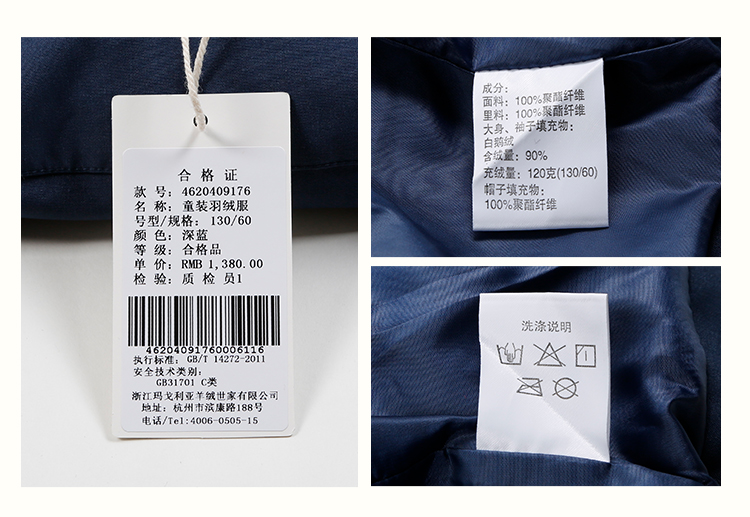 合格证
款号：4620409176
名称：童装羽绒服
号型/规格：130/60
颜色：深蓝
等级：合格品
单价：RMB 1,380.00
检验：质检员1
46204091760006116
执行标准：GB/T 14272-2011
安全技术类别：
GB31701 C类
浙江玛戈利亚羊绒世家有限公司
地址：杭州市滨康路188号
电话/Tel:4006-0505-15
成分：
面料：100%聚酯纤维
里料：100%聚酯纤维
大身、袖子填充物：
白鹅绒
含绒量：90%
充绒量：120克(130/60)
帽子填充物：
100%聚酯纤维
洗涤说明